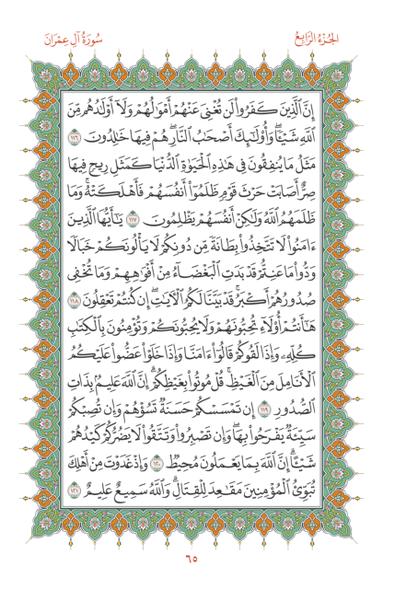 سُورَةُ آلِ عِمْرَانَ الجُزْءُ الرَّابِعُ
إِنَّ ٱلَّذِينَ كَفَرُوا۟ لَن تُغْنِىَ عَنْهُمْ أَمْوَٰلُهُمْ وَلَآ أَوْلَـٰدُهُم مِّنَ
ٱللَّهِ شَيْـًٔا ۖ وَأُو۟لَـٰٓئِكَ أَصْحَـٰبُ ٱلنَّارِ ۚ هُمْ فِيهَا خَـٰلِدُونَ ١١٦
مَثَلُ مَا يُنفِقُونَ فِى هَـٰذِهِ ٱلْحَيَوٰةِ ٱلدُّنْيَا كَمَثَلِ رِيحٍ فِيهَا
صِرٌّ أَصَابَتْ حَرْثَ قَوْمٍ ظَلَمُوٓا۟ أَنفُسَهُمْ فَأَهْلَكَتْهُ ۚ وَمَا
ظَلَمَهُمُ ٱللَّهُ وَلَـٰكِنْ أَنفُسَهُمْ يَظْلِمُونَ ١١٧ يَـٰٓأَيُّهَا ٱلَّذِينَ
ءَامَنُوا۟ لَا تَتَّخِذُوا۟ بِطَانَةً مِّن دُونِكُمْ لَا يَأْلُونَكُمْ خَبَالًا
وَدُّوا۟ مَا عَنِتُّمْ قَدْ بَدَتِ ٱلْبَغْضَآءُ مِنْ أَفْوَٰهِهِمْ وَمَا تُخْفِى
صُدُورُهُمْ أَكْبَرُ ۚ قَدْ بَيَّنَّا لَكُمُ ٱلْـَٔايَـٰتِ ۖ إِن كُنتُمْ تَعْقِلُونَ ١١٨
هَـٰٓأَنتُمْ أُو۟لَآءِ تُحِبُّونَهُمْ وَلَا يُحِبُّونَكُمْ وَتُؤْمِنُونَ بِٱلْكِتَـٰبِ
كُلِّهِۦ وَإِذَا لَقُوكُمْ قَالُوٓا۟ ءَامَنَّا وَإِذَا خَلَوْا۟ عَضُّوا۟ عَلَيْكُمُ
ٱلْأَنَامِلَ مِنَ ٱلْغَيْظِ ۚ قُلْ مُوتُوا۟ بِغَيْظِكُمْ ۗ إِنَّ ٱللَّهَ عَلِيمٌۢ بِذَاتِ
ٱلصُّدُورِ ١١٩ إِن تَمْسَسْكُمْ حَسَنَةٌ تَسُؤْهُمْ وَإِن تُصِبْكُمْ
سَيِّئَةٌ يَفْرَحُوا۟ بِهَا ۖ وَإِن تَصْبِرُوا۟ وَتَتَّقُوا۟ لَا يَضُرُّكُمْ كَيْدُهُمْ
شَيْـًٔا ۗ إِنَّ ٱللَّهَ بِمَا يَعْمَلُونَ مُحِيطٌ ١٢٠ وَإِذْ غَدَوْتَ مِنْ أَهْلِكَ
تُبَوِّئُ ٱلْمُؤْمِنِينَ مَقَـٰعِدَ لِلْقِتَالِ ۗ وَٱللَّهُ سَمِيعٌ عَلِيمٌ ١٢١
٦٥